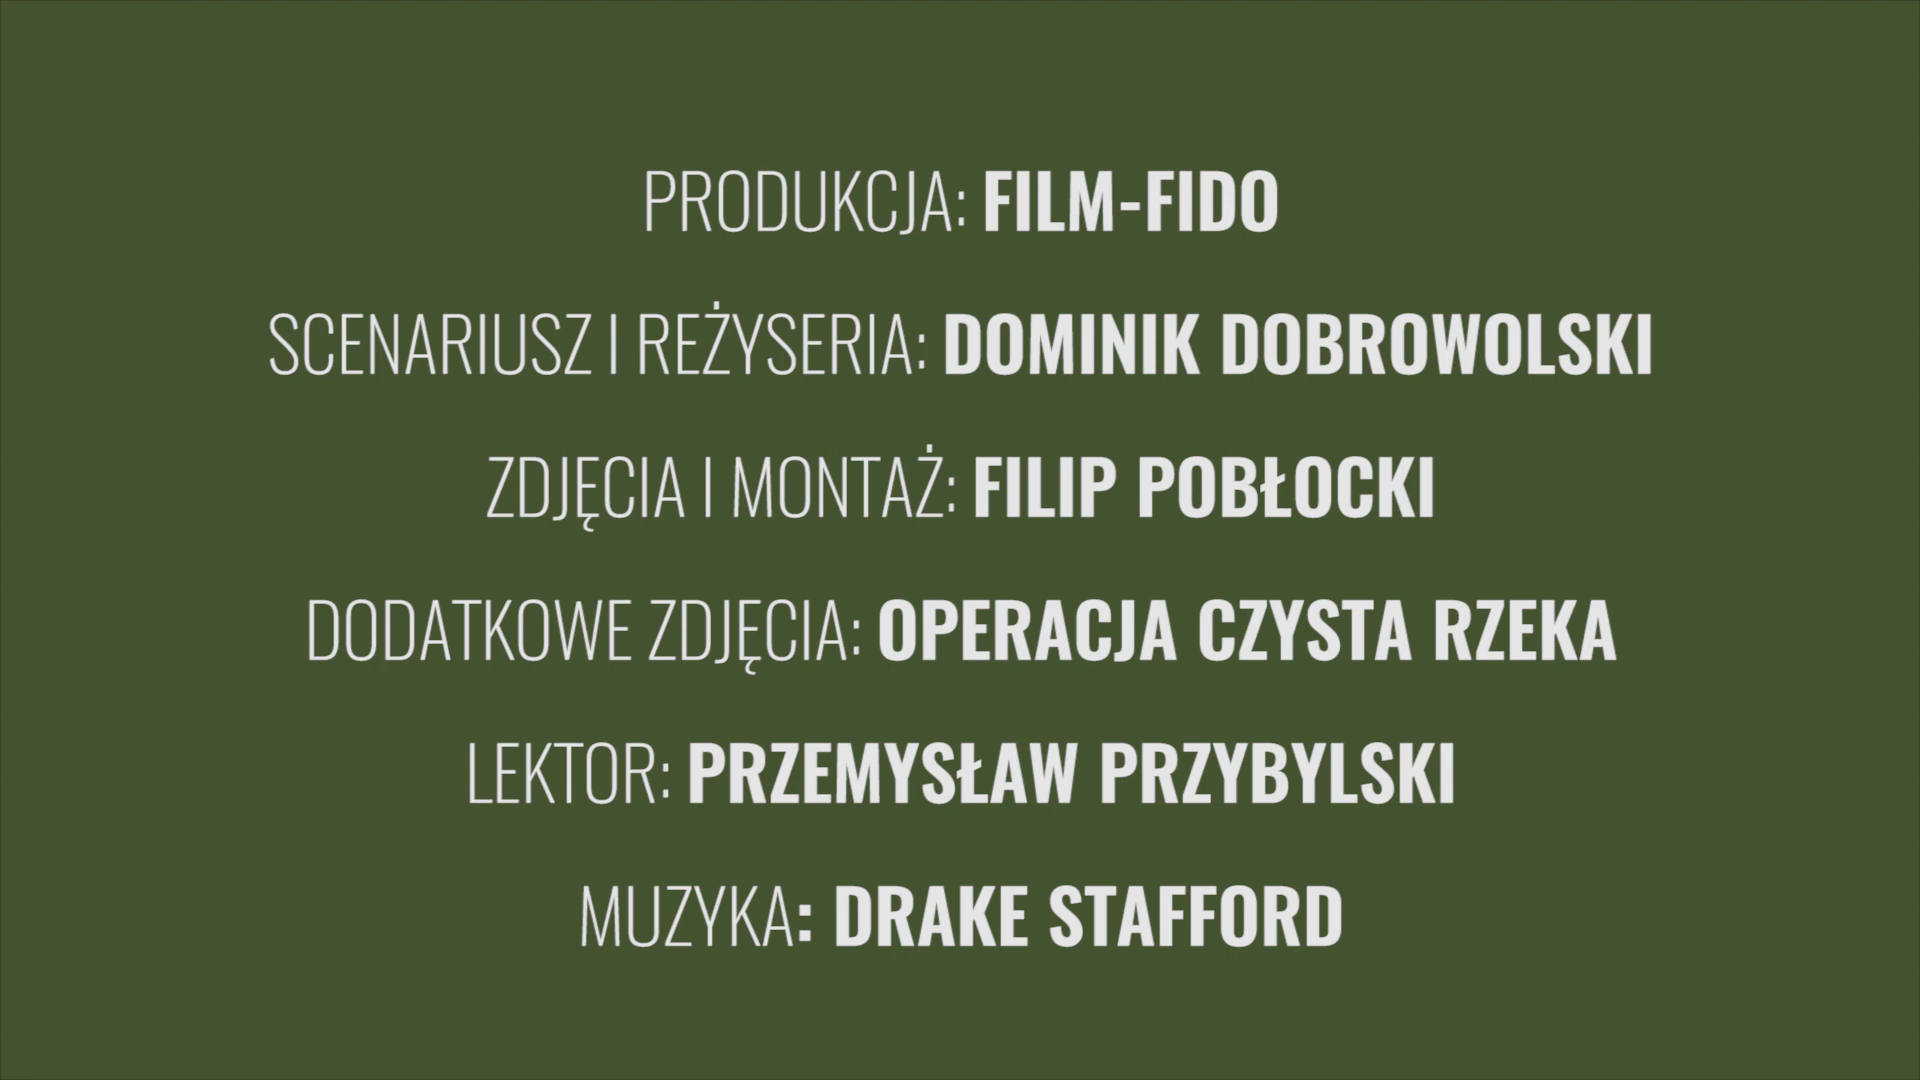 PRODUKCJA: FILM-FIDO
SCENARIUSZ I REŻYSERIA: DOMINIK DOBROWOLSKI
ZDJĘCIA I MONTAŻ: FILIP POBŁOCKI
DODATKOWE ZDJĘCIA: OPERACJA CZYSTA RZEKA
LEKTOR: PRZEMYSŁAW PRZYBYLSKI
MUZYKA: DRAKE STAFFORD